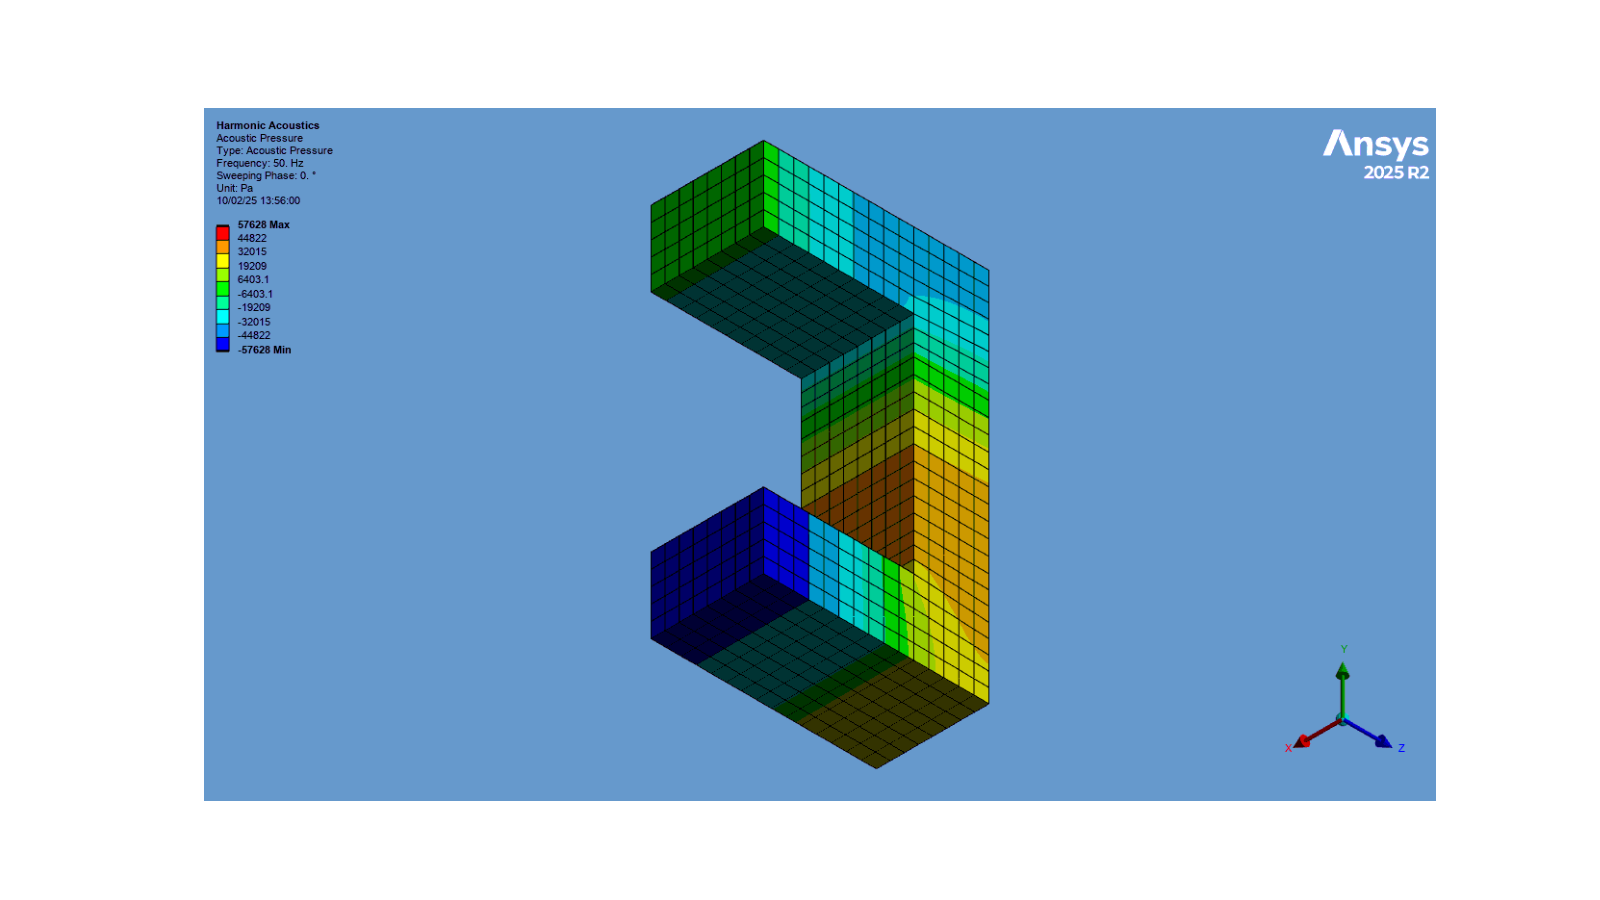 Harmonic Acoustics
Acoustic Pressure
Type: Acoustic Pressure
Frequency: 50. Hz
Sweeping Phase: 0. °
Unit: Pa
10/02/25 13:56:00
57628 Max
44822
32015
19209
6403.1
-6403.1
-19209
-32015
-44822
-57628 Min
Ansys
2025 R2
Y
X
Z